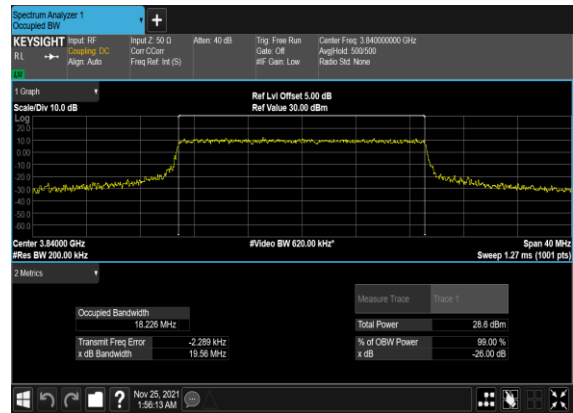 Spectrum Analyzer 1
Occupied BW
+
KEYSIGHT
RL
LXI
Input: RF
Coupling: DC
Align: Auto
Input Z: 50 Ω
Corr CCorr
Freq Ref: Int (S)
Atten: 40 dB
Trig: Free Run
Gate: Off
#IF Gain: Low
Center Freq: 3.840000000 GHz
Avg|Hold: 500/500
Radio Std: None
1 Graph
Scale/Div 10.0 dB
Ref Lvl Offset 5.00 dB
Ref Value 30.00 dBm
Log
20.0
10.0
0.00
-10.0
-20.0
-30.0
-40.0
-50.0
-60.0
Center 3.84000 GHz
#Res BW 200.00 kHz
#Video BW 620.00 kHz*
Span 40 MHz
Sweep 1.27 ms (1001 pts)
2 Metrics
Measure Trace Trace 1
Occupied Bandwidth
18.226 MHz
Total Power 28.6 dBm
Transmit Freq Error -2.289 kHz
% of OBW Power 99.00 %
x dB Bandwidth 19.56 MHz
x dB -26.00 dB
?
Nov 25, 2021
1:56:13 AM